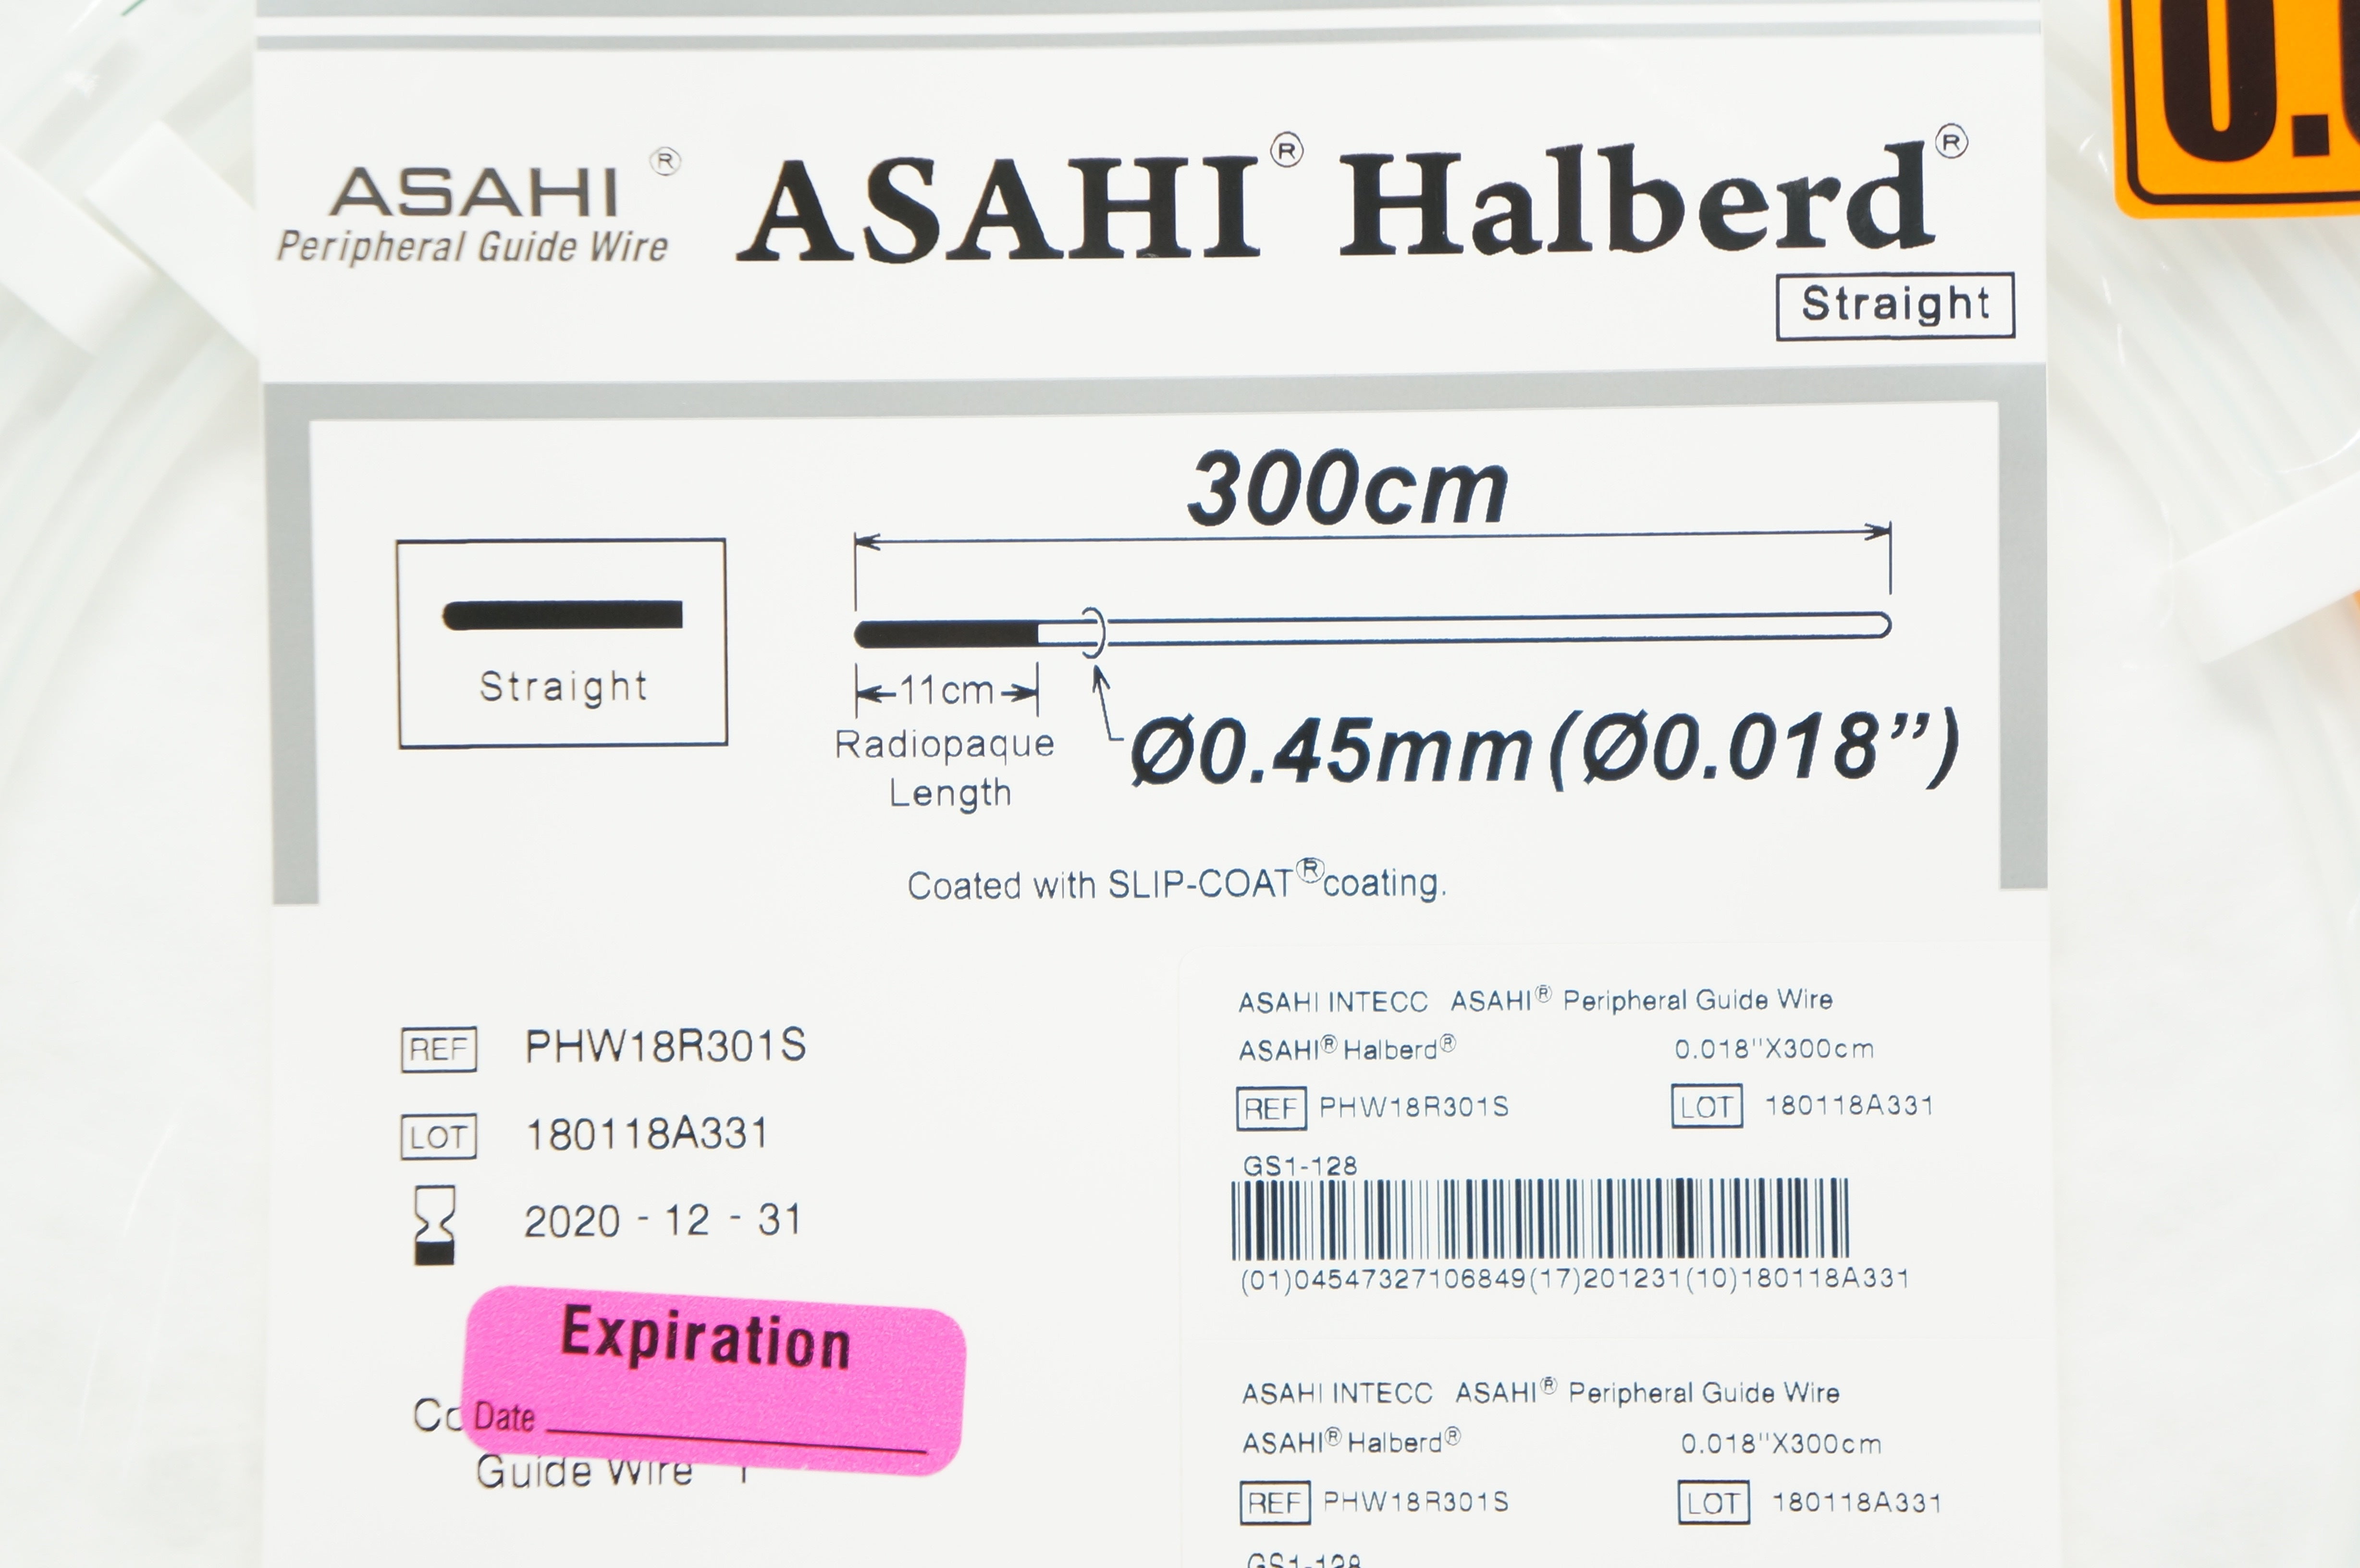 ASAHI®
Peripheral Guide Wire
ASAHI® Halberd®
Straight
300cm
Straight
11cm
Radiopaque
Length
Ø0.45mm(Ø0.018”)
Coated with SLIP-COAT®coating.
REF PHW18R301S
LOT 180118A331
2020 - 12 - 31
Expiration
Date
Guide Wire 1
ASAHI INTECC ASAHI® Peripheral Guide Wire
ASAHI® Halberd® 0.018"X300cm
REF PHW18R301S LOT 180118A331
GS1-128
(01)04547327106849(17)201231(10)180118A331
ASAHI INTECC ASAHI® Peripheral Guide Wire
ASAHI® Halberd® 0.018"X300cm
REF PHW18R301S LOT 180118A331
GS1-128